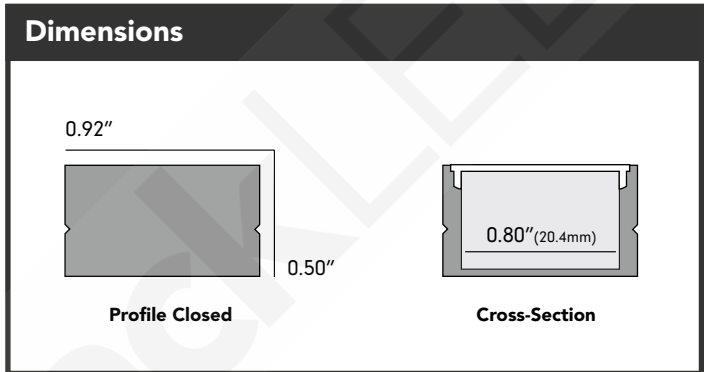 Dimensions
0.92″
0.50″
0.80″(20.4mm)
Profile Closed
Cross-Section